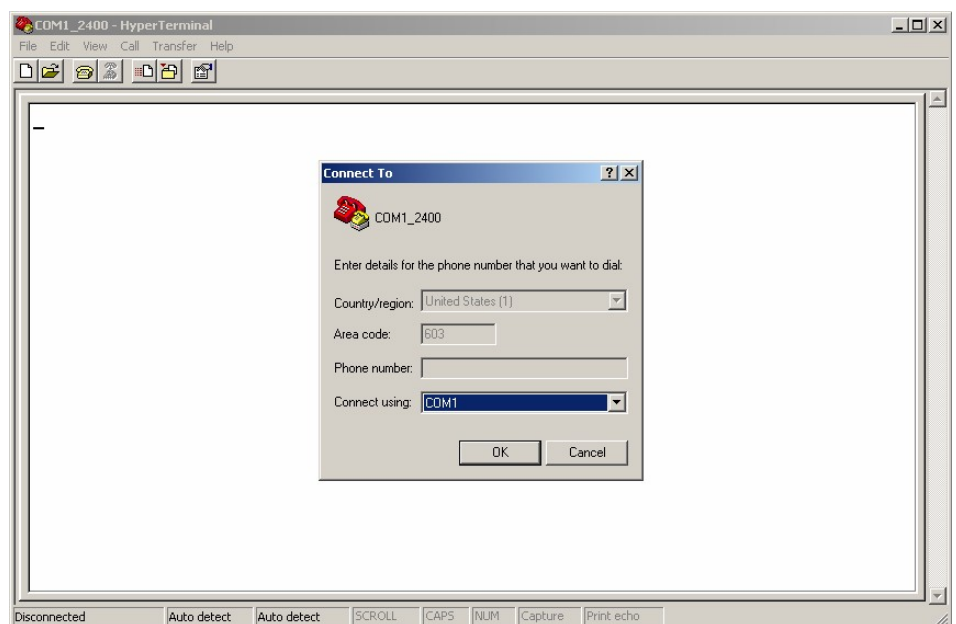 COM1_2400 - HyperTerminal
File Edit View Call Transfer Help
Connect To
COM1_2400
Enter details for the phone number that you want to dial:
Country/region: United States (1)
Area code: 603
Phone number:
Connect using: COM1
OK Cancel
Disconnected Auto detect Auto detect SCROLL CAPS NUM Capture Print echo